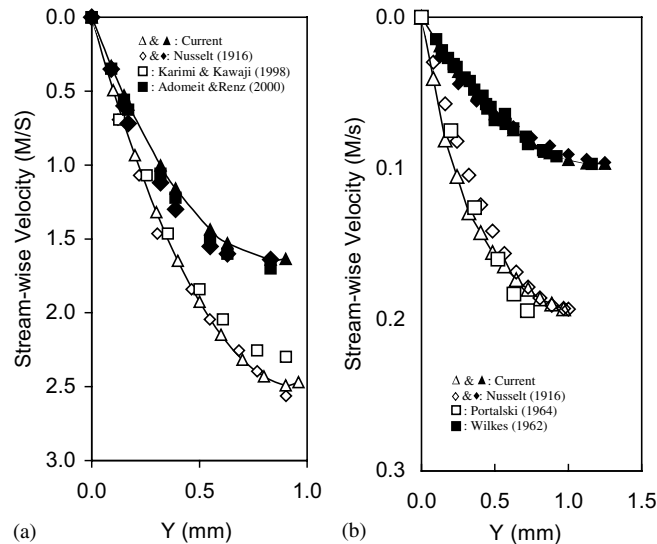 0.0
0.5
1.0
1.5
2.0
2.5
3.0
Stream-wise Velocity (M/S)
△ & ▲: Current
◇ &◆: Nusselt (1916)
□: Karimi & Kawaji (1998)
■: Adomeit &Renz (2000)
0.0
0.5
1.0
Y (mm)
(a)
0.0
0.1
0.2
0.3
Stream-wise Velocity (M/s)
△ & ▲: Current
◇&◆: Nusselt (1916)
□: Portalski (1964)
■: Wilkes (1962)
0.0
0.5
1.0
1.5
Y (mm)
(b)